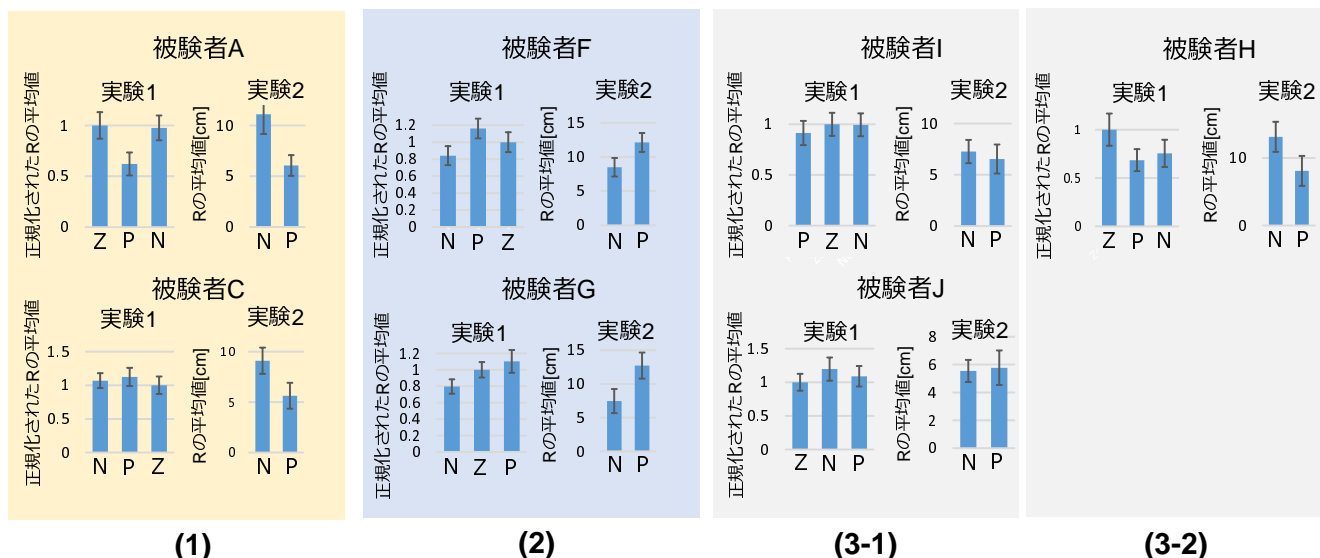 被験者A
実験1
実験2
正規化されたRの平均値
1
0.5
0
Z P N
Rの平均値[cm]
10
5
0
N P
被験者C
実験1
実験2
正規化されたRの平均値
1.5
1
0.5
0
N P Z
Rの平均値[cm]
10
5
0
N P
(1)
被験者F
実験1
実験2
正規化されたRの平均値
1.2
1
0.8
0.6
0.4
0.2
0
N P Z
Rの平均値[cm]
15
10
5
0
N P
被験者G
実験1
実験2
正規化されたRの平均値
1.2
1
0.8
0.6
0.4
0.2
0
N Z P
Rの平均値[cm]
15
10
5
0
N P
(2)
被験者I
実験1
実験2
正規化されたRの平均値
1
0.5
0
P Z N
Rの平均値[cm]
10
5
0
N P
被験者J
実験1
実験2
正規化されたRの平均値
1.5
1
0.5
0
Z N P
Rの平均値[cm]
8
6
4
2
0
N P
(3-1)
被験者H
実験1
実験2
正規化されたRの平均値
1
0.5
0
Z P N
Rの平均値[cm]
10
0
N P
(3-2)